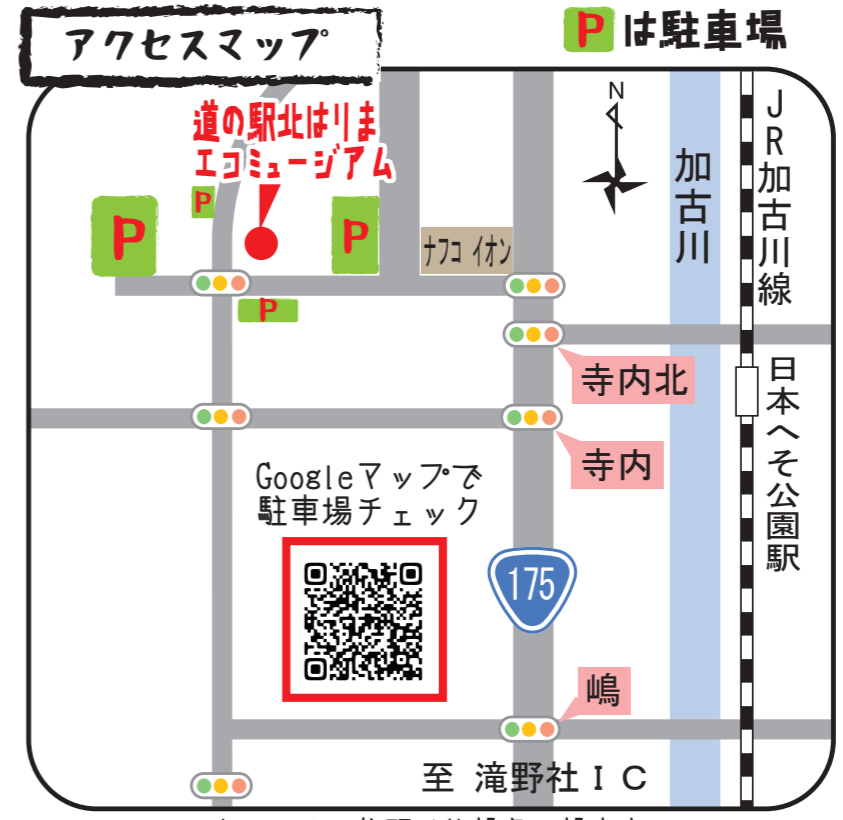 アクセスマップ
Pは駐車場
道の駅北はりま
エコミュージアム
P
P
P
P
ナフコ イオン
N
加古川
JR加古川線
寺内北
日本へそ公園駅
寺内
Googleマップで
駐車場チェック
175
嶋
至 滝野社IC